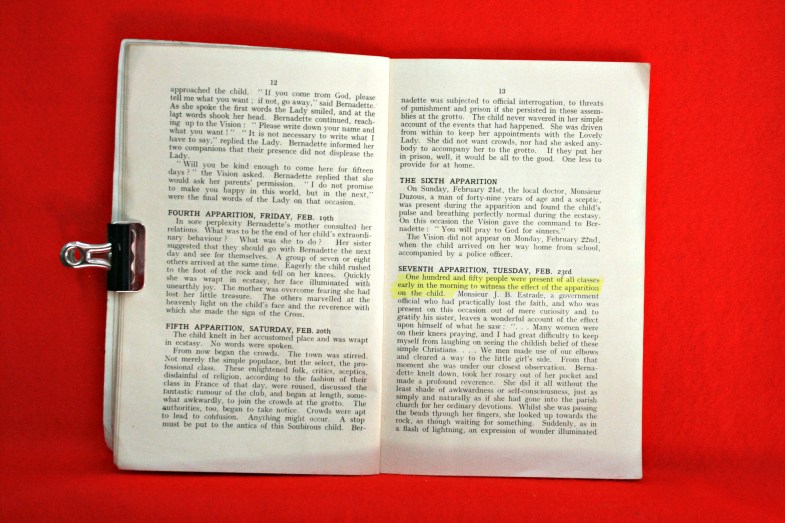 12
approached the child. " If you come from God, please
tell me what you want ; if not, go away," said Bernadette.
As she spoke the first words the Lady smiled, and at the
last words shook her head. Bernadette continued, reach-
ing up to the Vision : " Please write down your name and
what you want ! " " It is not necessary to write what I
have to say," replied the Lady. Bernadette informed her
two companions that their presence did not displease the
Lady.
" Will you be kind enough to come here for fifteen
days ? " the Vision asked. Bernadette replied that she
would ask her parents' permission. " I do not promise
to make you happy in this world, but in the next,"
were the final words of the Lady on that occasion.
FOURTH APPARITION, FRIDAY, FEB. 19th
In sore perplexity Bernadette's mother consulted her
relations. What was to be the end of her child's extraordi-
nary behaviour ? What was she to do ? Her sister
suggested that they should go with Bernadette the next
day and see for themselves. A group of seven or eight
others arrived at the same time. Eagerly the child rushed
to the foot of the rock and fell on her knees. Quickly
she was wrapt in ecstasy, her face illuminated with
unearthly joy. The mother was overcome fearing she had
lost her little treasure. The others marvelled at the
heavenly light on the child's face and the reverence with
which she made the sign of the Cross.
FIFTH APPARITION, SATURDAY, FEB. 20th
The child knelt in her accustomed place and was wrapt
in ecstasy. No words were spoken.
From now began the crowds. The town was stirred.
Not merely the simple populace, but the select, the pro-
fessional class. These enlightened folk, critics, sceptics,
disdainful of religion, according to the fashion of their
class in France of that day, were roused, discussed the
fantastic rumour of the club, and began at length, some-
what awkwardly, to join the crowds at the grotto. The
authorities, too, began to take notice. Crowds were apt
to lead to confusion. Anything might occur. A stop
must be put to the antics of this Soubirous child. Ber-
13
nadette was subjected to official interrogation, to threats
of punishment and prison if she persisted in these assem-
blies at the grotto. The child never wavered in her simple
account of the events that had happened. She was driven
from within to keep her appointments with the Lovely
Lady. She did not want crowds, nor had she asked any-
body to accompany her to the grotto. If they put her
in prison, well, it would be all to the good. One less to
provide for at home.
THE SIXTH APPARITION
On Sunday, February 21st, the local doctor, Monsieur
Duzous, a man of forty-nine years of age and a sceptic,
was present during the apparition and found the child's
pulse and breathing perfectly normal during the ecstasy.
On this occasion the Vision gave the command to Ber-
nadette : " You will pray to God for sinners."
The Vision did not appear on Monday, February 22nd,
when the child arrived on her way home from school,
accompanied by a police officer.
SEVENTH APPARITION, TUESDAY, FEB. 23rd
One hundred and fifty people were present of all classes
early in the morning to witness the effect of the apparition
on the child. Monsieur J. B. Estrade, a government
official who had practically lost the faith, and who was
present on this occasion out of mere curiosity and to
gratify his sister, leaves a wonderful account of the effect
upon himself of what he saw : ". . . Many women were
on their knees praying, and I had great difficulty to keep
myself from laughing on seeing the childish belief of these
simple Christians. . . . We men made use of our elbows
and cleared a way to the little girl's side. From that
moment she was under our closest observation. Berna-
dette knelt down, took her rosary out of her pocket and
made a profound reverence. She did it all without the
least shade of awkwardness or self-consciousness, just as
simply and naturally as if she had gone into the parish
church for her ordinary devotions. Whilst she was passing
the beads through her fingers, she looked up towards the
rock, as though waiting for something. Suddenly, as in
a flash of lightning, an expression of wonder illuminated